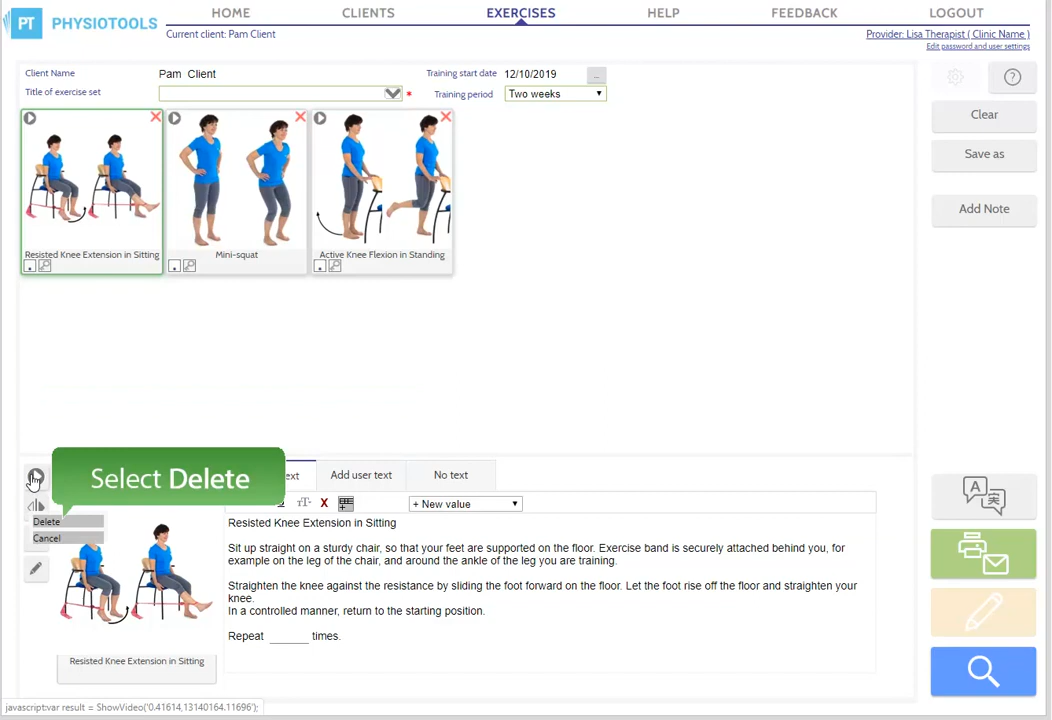 HOME CLIENTS EXERCISES HELP FEEDBACK LOGOUT
PT PHYSIOTOOLS
Current client: Pam Client
Provider: Lisa Therapist ( Clinic Name )
Edit password and user settings
Client Name Pam Client Training start date 12/10/2019 ...
Title of exercise set * Training period Two weeks
?
Clear
Save as
Add Note
Resisted Knee Extension in Sitting
Mini-squat
Active Knee Flexion in Standing
Select Delete
ext Add user text No text
TT X + New value
Delete
Cancel
Resisted Knee Extension in Sitting
Sit up straight on a sturdy chair, so that your feet are supported on the floor. Exercise band is securely attached behind you, for
example on the leg of the chair, and around the ankle of the leg you are training.
Straighten the knee against the resistance by sliding the foot forward on the floor. Let the foot rise off the floor and straighten your
knee.
In a controlled manner, return to the starting position.
Repeat ______ times.
Resisted Knee Extension in Sitting
A
javascript:var result = ShowVideo('0.41614,13140164.11696');